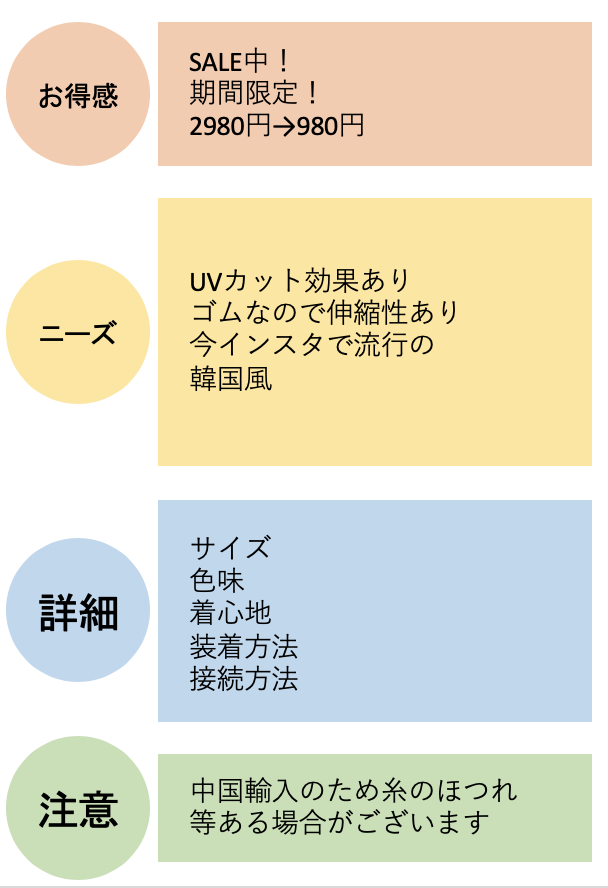 お得感
SALE中！
期間限定！
2980円→980円
ニーズ
UVカット効果あり
ゴムなので伸縮性あり
今インスタで流行の
韓国風
詳細
サイズ
色味
着心地
装着方法
接続方法
注意
中国輸入のため糸のほつれ
等ある場合がございます